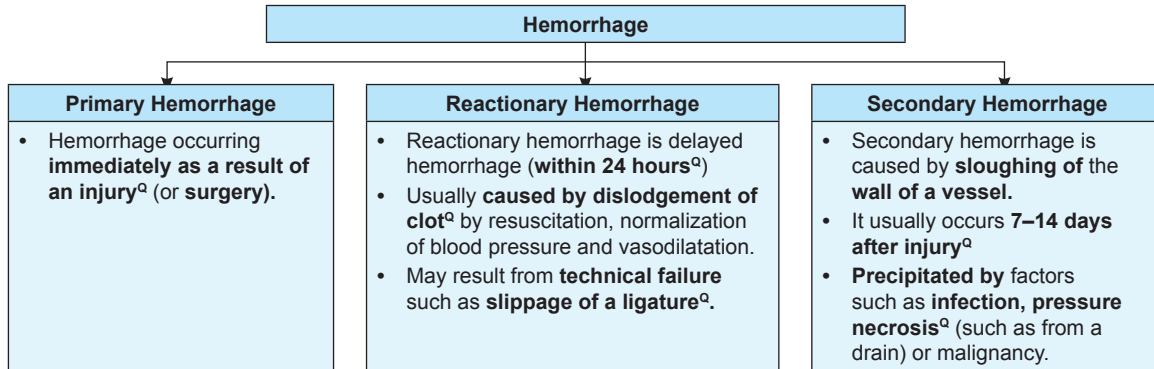 Hemorrhage
Primary Hemorrhage
• Hemorrhage occurring
immediately as a result of
an injuryQ (or surgery).
Reactionary Hemorrhage
• Reactionary hemorrhage is delayed
hemorrhage (within 24 hoursQ)
• Usually caused by dislodgement of
clotQ by resuscitation, normalization
of blood pressure and vasodilatation.
• May result from technical failure
such as slippage of a ligatureQ.
Secondary Hemorrhage
• Secondary hemorrhage is
caused by sloughing of the
wall of a vessel.
• It usually occurs 7–14 days
after injuryQ
• Precipitated by factors
such as infection, pressure
necrosisQ (such as from a
drain) or malignancy.